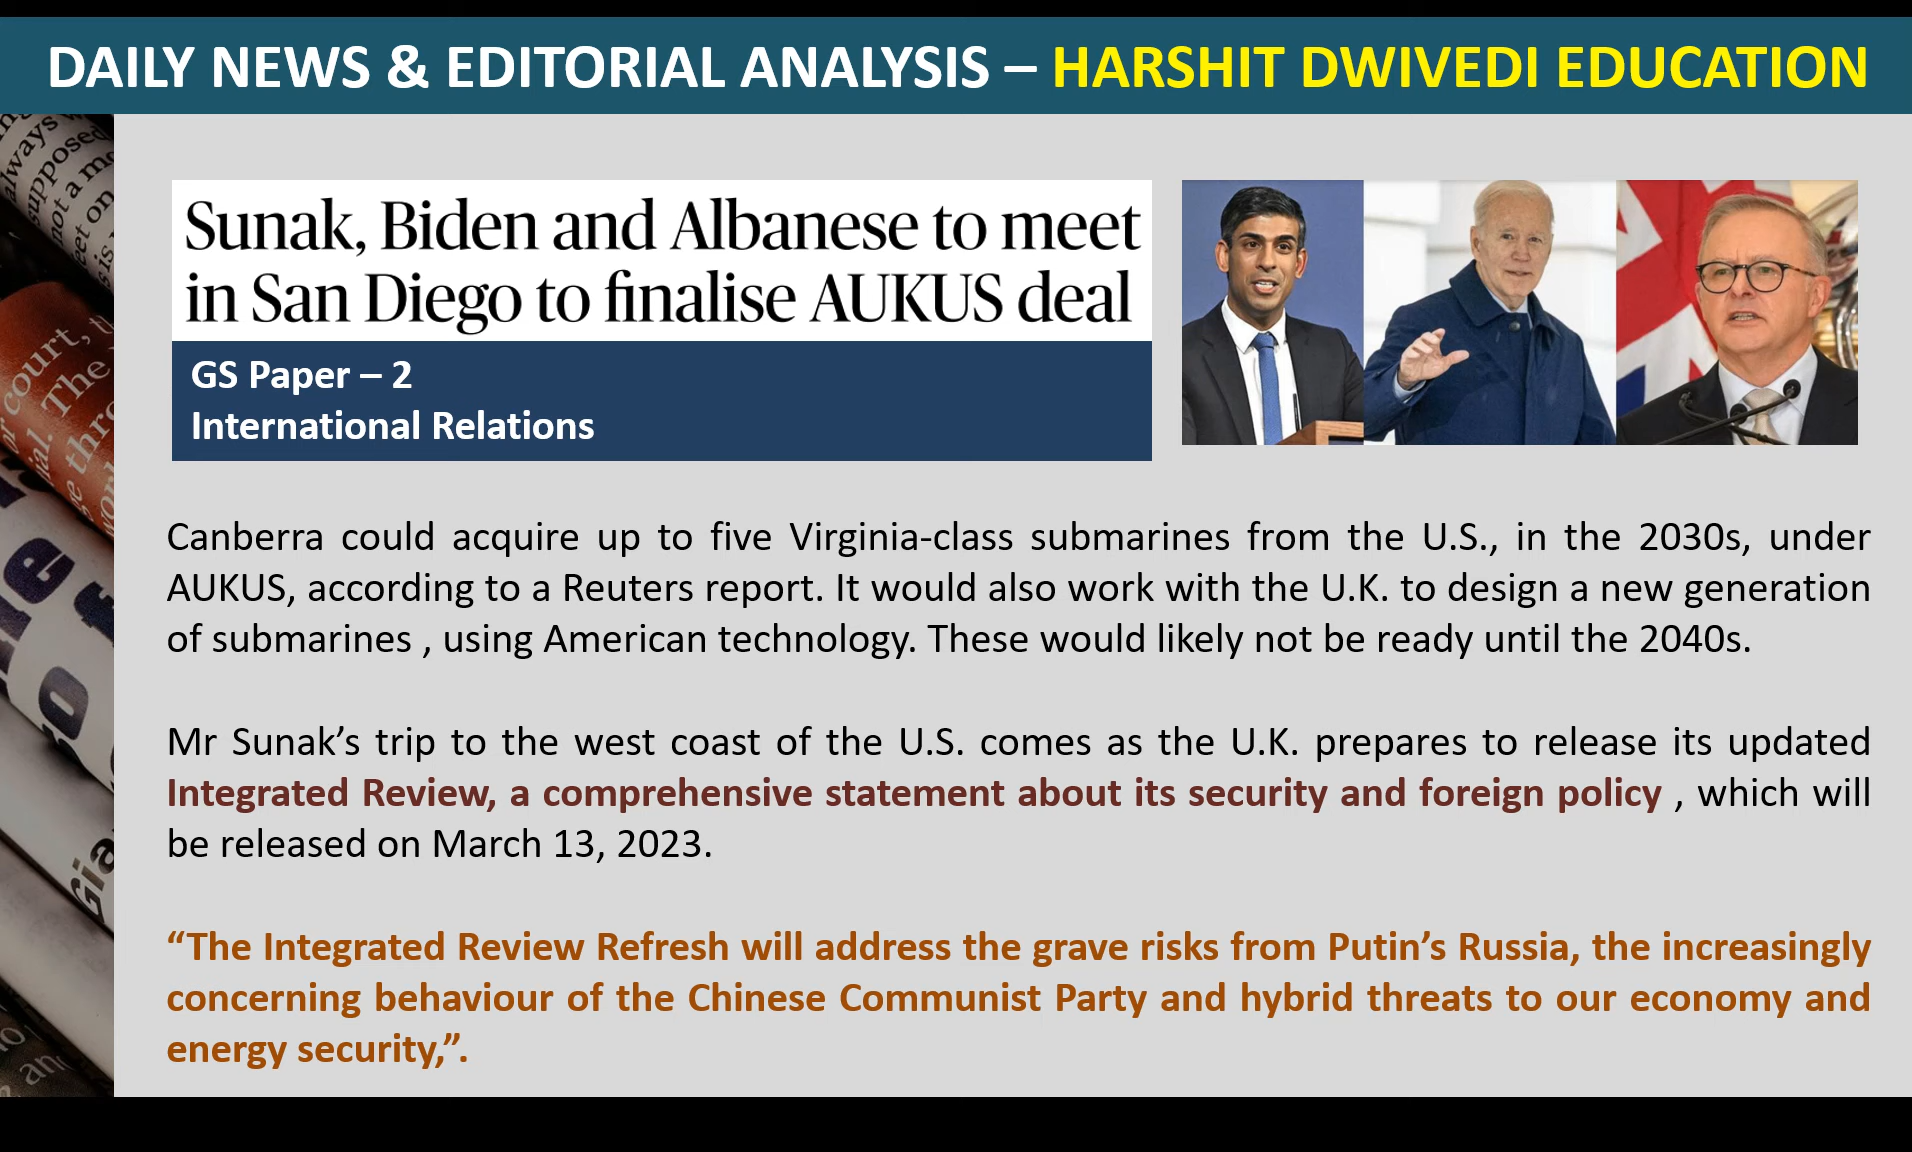 DAILY NEWS & EDITORIAL ANALYSIS – HARSHIT DWIVEDI EDUCATION
always
supposed
not a
eet on
court,
The
Sunak, Biden and Albanese to meet
in San Diego to finalise AUKUS deal
GS Paper – 2
International Relations
Canberra could acquire up to five Virginia-class submarines from the U.S., in the 2030s, under
AUKUS, according to a Reuters report. It would also work with the U.K. to design a new generation
of submarines , using American technology. These would likely not be ready until the 2040s.
Mr Sunak’s trip to the west coast of the U.S. comes as the U.K. prepares to release its updated
Integrated Review, a comprehensive statement about its security and foreign policy , which will
be released on March 13, 2023.
“The Integrated Review Refresh will address the grave risks from Putin’s Russia, the increasingly
concerning behaviour of the Chinese Communist Party and hybrid threats to our economy and
energy security,”.